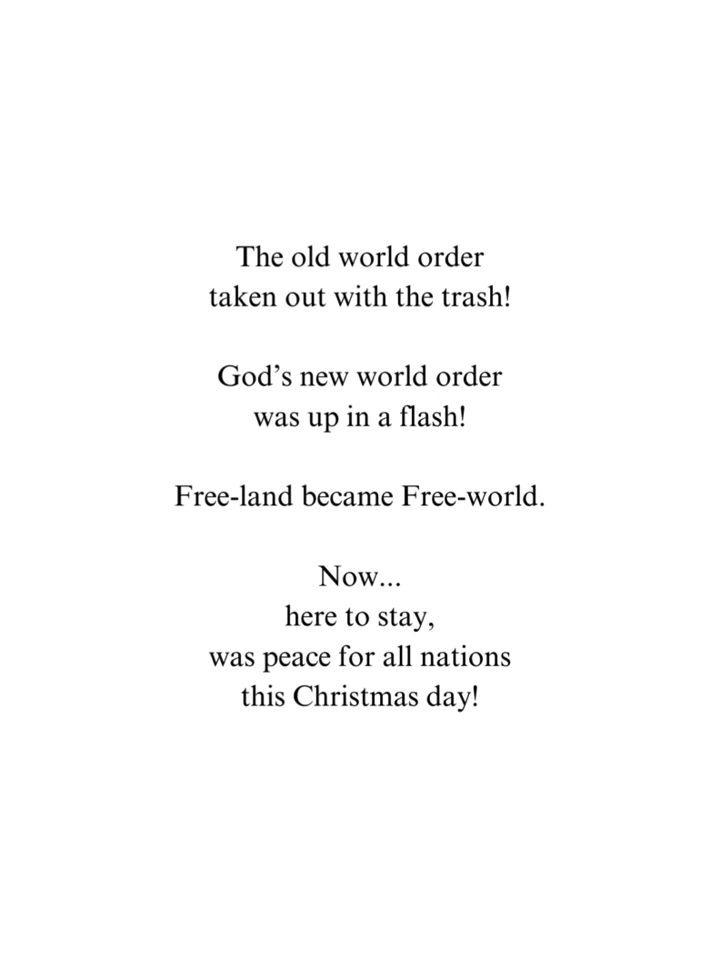 The old world order
taken out with the trash!
God’s new world order
was up in a flash!
Free-land became Free-world.
Now...
here to stay,
was peace for all nations
this Christmas day!